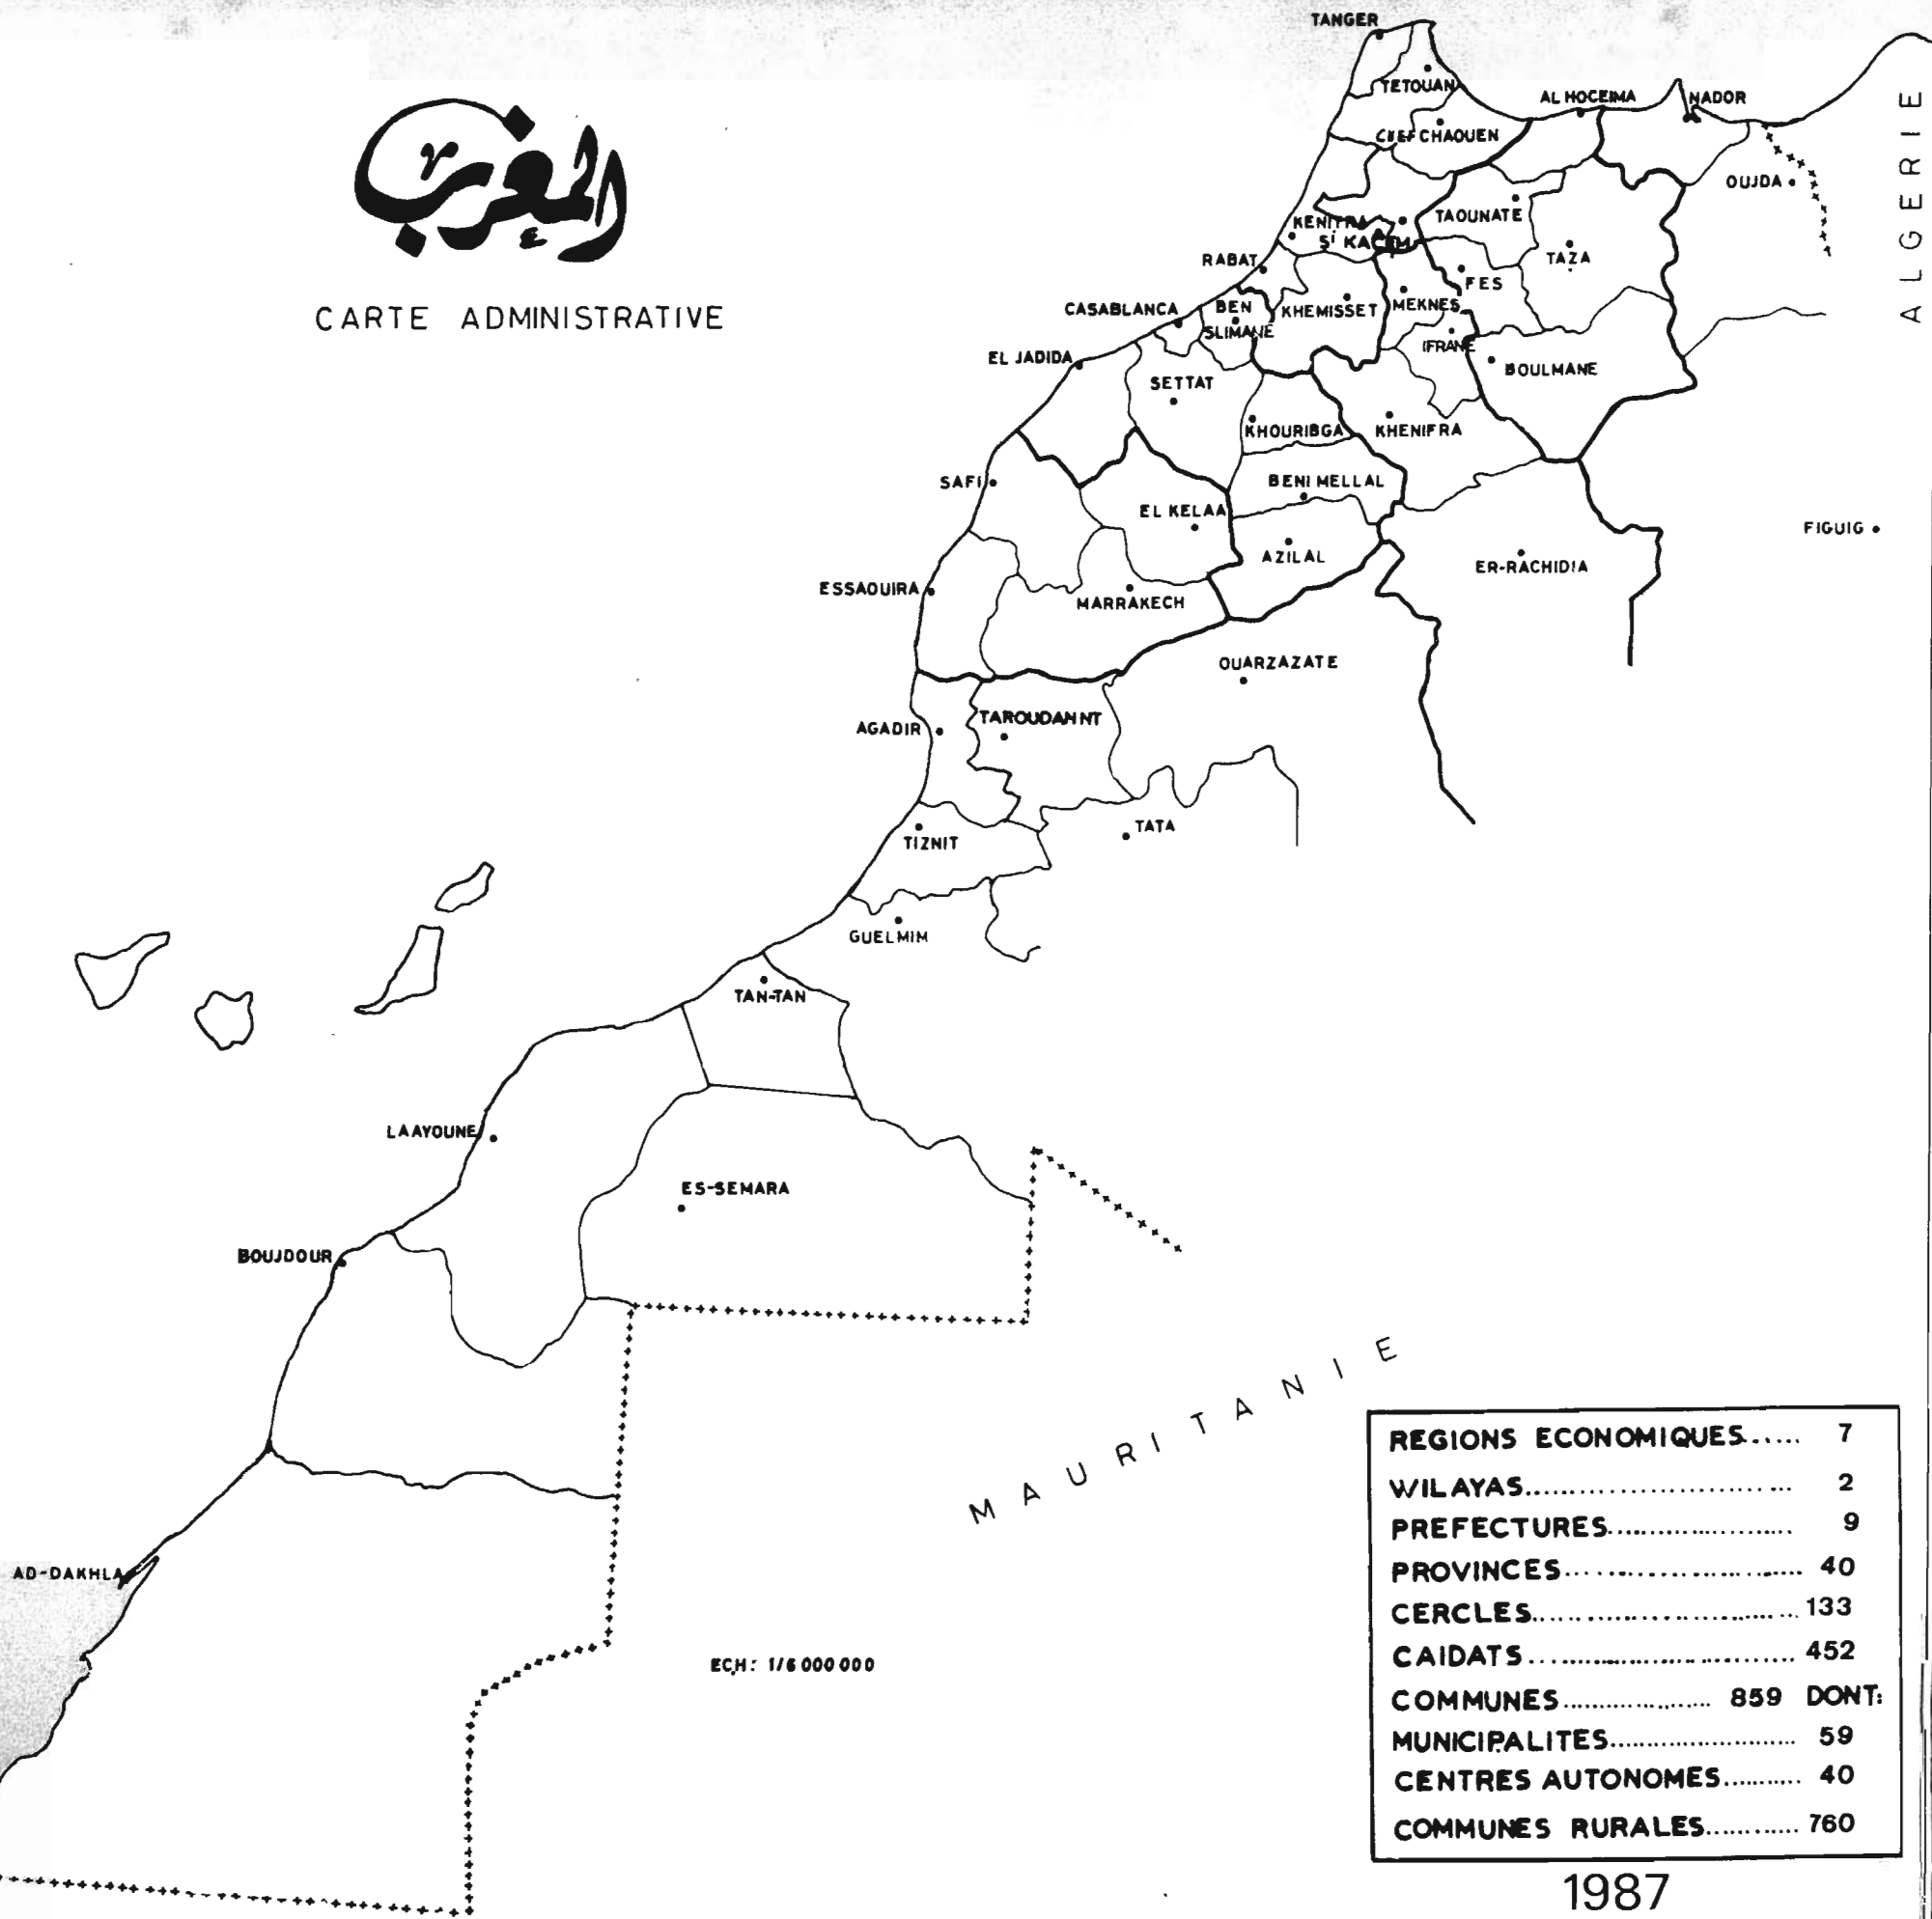 المغرب
CARTE ADMINISTRATIVE
TANGER
TETOUAN
AL HOCEIMA
NADOR
CHEFCHAOUEN
ALGERIE
OUJDA
TAOUNATE
KENITRA
SI KACEM
TAZA
RABAT
FES
CASABLANCA
BEN
SLIMANE
KHEMISSET
MEKNES
IFRANE
EL JADIDA
BOULMANE
SETTAT
KHOURIBGA
KHENIFRA
SAFI
BENI MELLAL
EL KELAA
FIGUIG
AZILAL
ER-RACHIDIA
ESSAOUIRA
MARRAKECH
OUARZAZATE
AGADIR
TAROUDANNT
TATA
TIZNIT
GUELMIM
TAN-TAN
LAAYOUNE
ES-SEMARA
BOUJDOUR
MAURITANIE
AD-DAKHLA
ECH: 1/6 000 000
REGIONS ECONOMIQUES...... 7
WILAYAS............................ 2
PREFECTURES................... 9
PROVINCES........................ 40
CERCLES........................... 133
CAIDATS........................... 452
COMMUNES.................. 859 DONT:
MUNICIPALITES........................ 59
CENTRES AUTONOMES........... 40
COMMUNES RURALES............ 760
1987